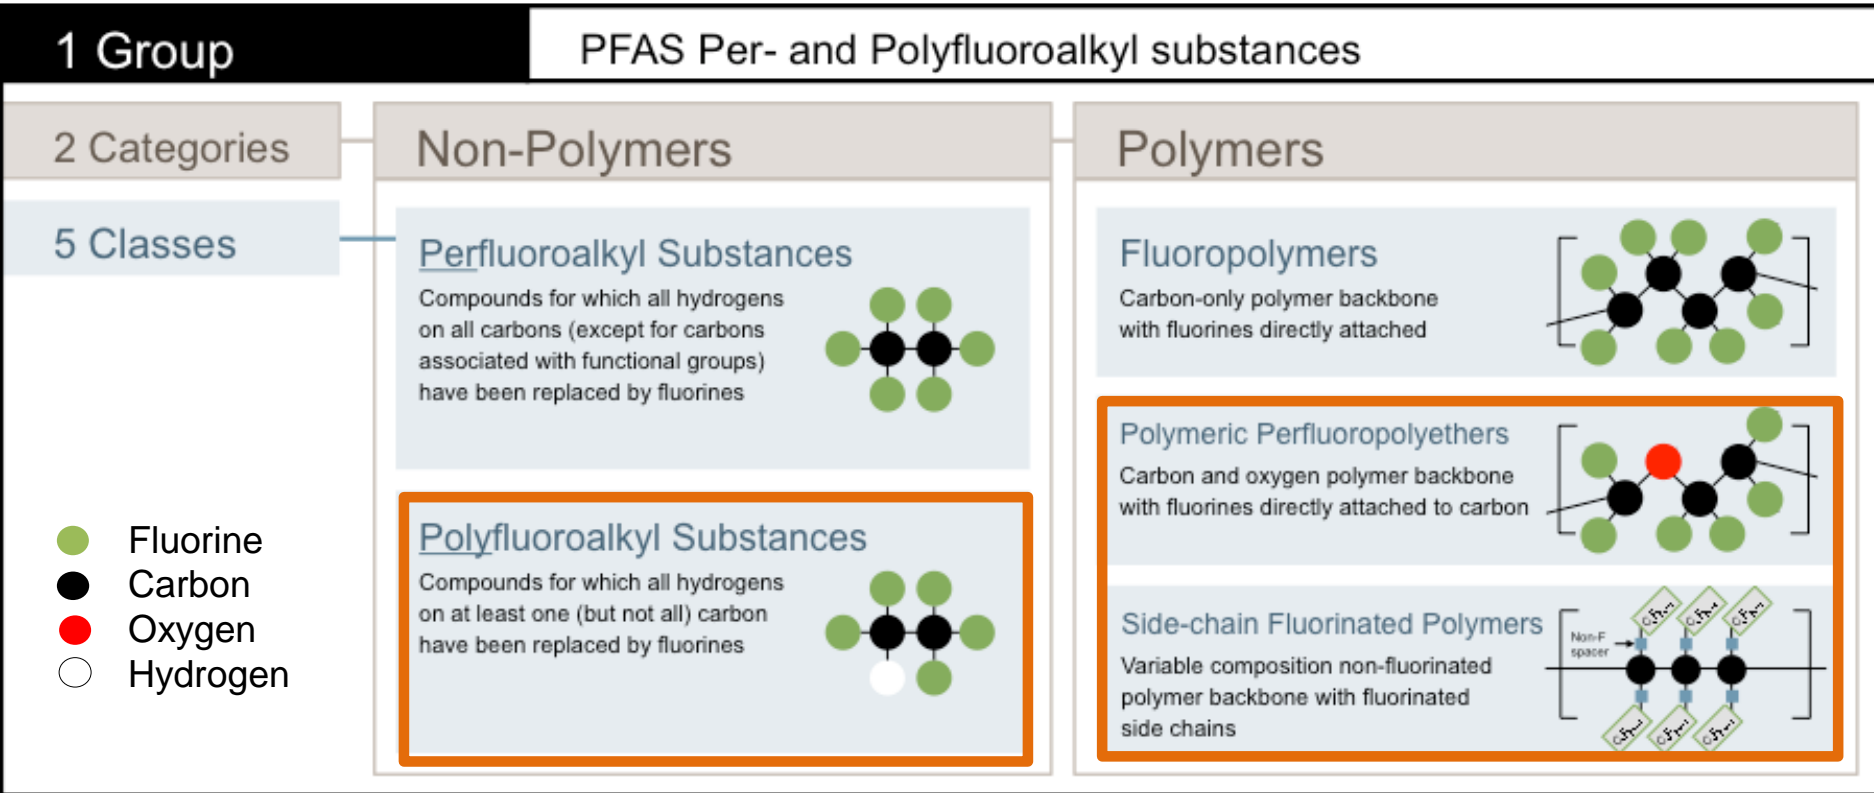 1 Group
PFAS Per- and Polyfluoroalkyl substances
2 Categories
Non-Polymers
Polymers
5 Classes
Perfluoroalkyl Substances
Compounds for which all hydrogens
on all carbons (except for carbons
associated with functional groups)
have been replaced by fluorines
Polyfluoroalkyl Substances
Compounds for which all hydrogens
on at least one (but not all) carbon
have been replaced by fluorines
Fluoropolymers
Carbon-only polymer backbone
with fluorines directly attached
Polymeric Perfluoropolyethers
Carbon and oxygen polymer backbone
with fluorines directly attached to carbon
Side-chain Fluorinated Polymers
Variable composition non-fluorinated
polymer backbone with fluorinated
side chains
Non-F
spacer
Fluorine
Carbon
Oxygen
Hydrogen